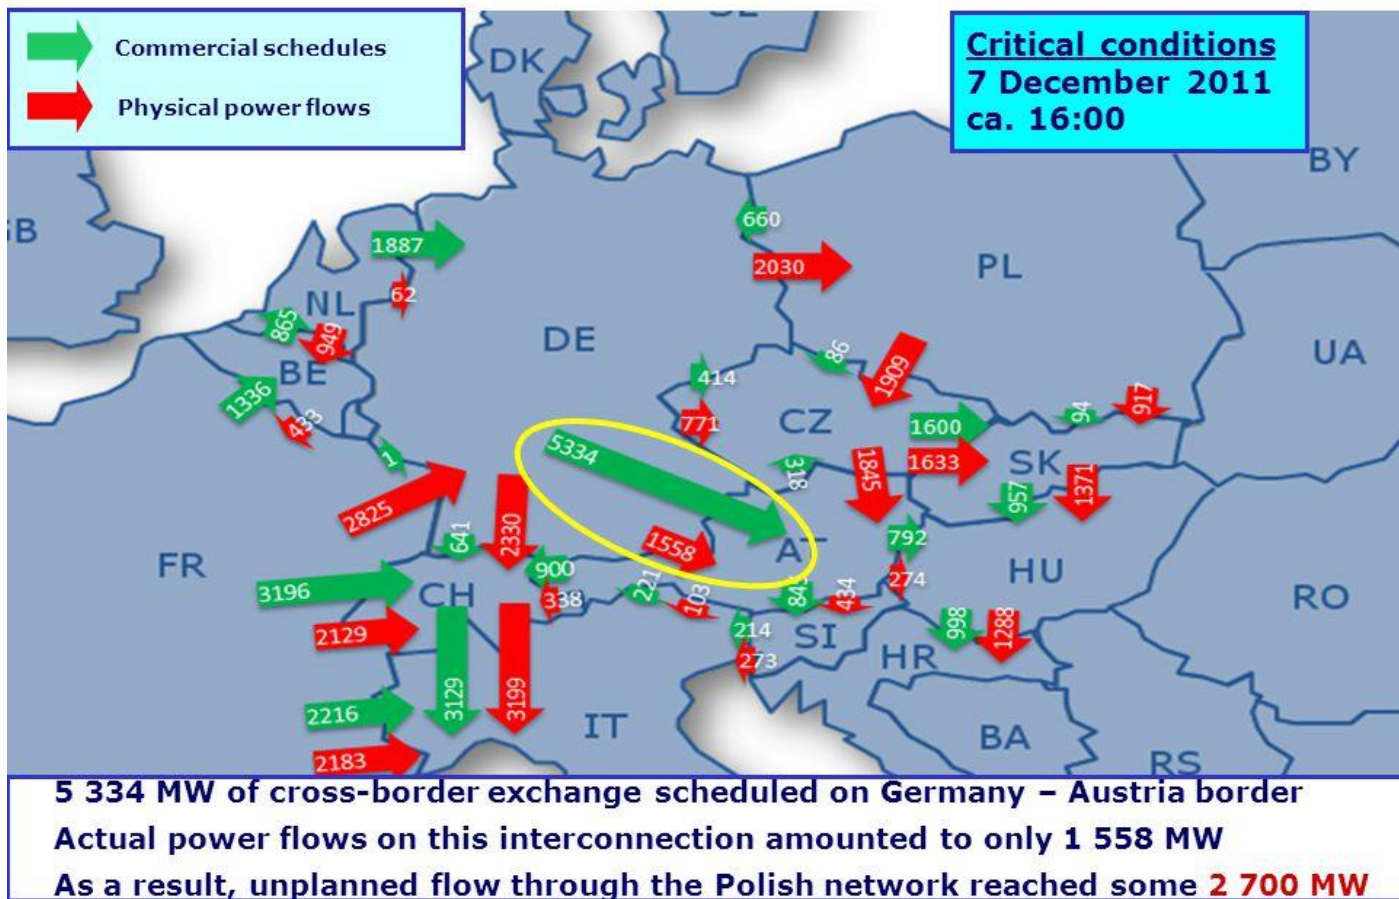 Commercial schedules
Physical power flows
Critical conditions
7 December 2011
ca. 16:00
DK
BY
GB
660
1887
PL
2030
62
NL
865
949
DE
UA
BE
86
1909
414
1336
433
771
CZ
1600
94
917
5334
1
318
1845
1633
SK
957
1371
2825
641
2330
1558
AT
792
FR
900
HU
274
3196
CH
338
221
103
434
RO
2129
214
SI
998
1288
273
HR
3129
3199
2216
IT
BA
2183
RS
5 334 MW of cross-border exchange scheduled on Germany – Austria border
Actual power flows on this interconnection amounted to only 1 558 MW
As a result, unplanned flow through the Polish network reached some 2 700 MW